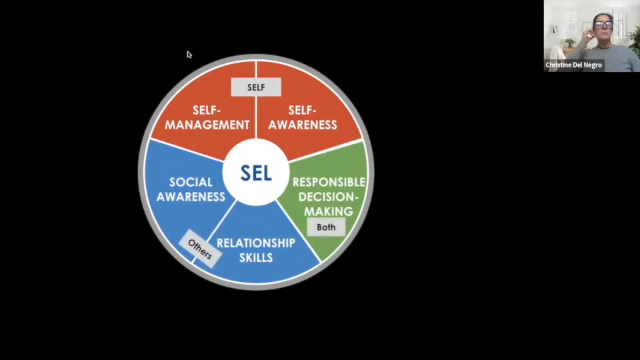 SELF
SELF-
MANAGEMENT
SELF-
AWARENESS
SEL
SOCIAL
AWARENESS
RESPONSIBLE
DECISION-
MAKING
Both
Others
RELATIONSHIP
SKILLS
Christine Del Negro